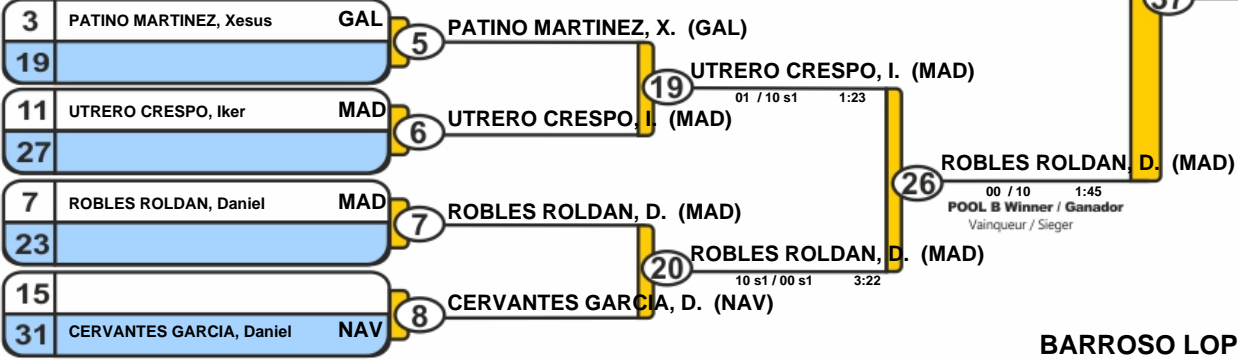 37
3 PATINO MARTINEZ, Xesus GAL
19
5
PATINO MARTINEZ, X. (GAL)
19
UTRERO CRESPO, I. (MAD)
01 / 10 s1 1:23
11 UTRERO CRESPO, Iker MAD
27
6
UTRERO CRESPO, I. (MAD)
26
ROBLES ROLDAN, D. (MAD)
00 / 10 1:45
POOL B Winner / Ganador
Vainqueur / Sieger
7 ROBLES ROLDAN, Daniel MAD
23
7
ROBLES ROLDAN, D. (MAD)
20
ROBLES ROLDAN, D. (MAD)
10 s1 / 00 s1 3:22
15
31 CERVANTES GARCIA, Daniel NAV
8
CERVANTES GARCIA, D. (NAV)
BARROSO LOP